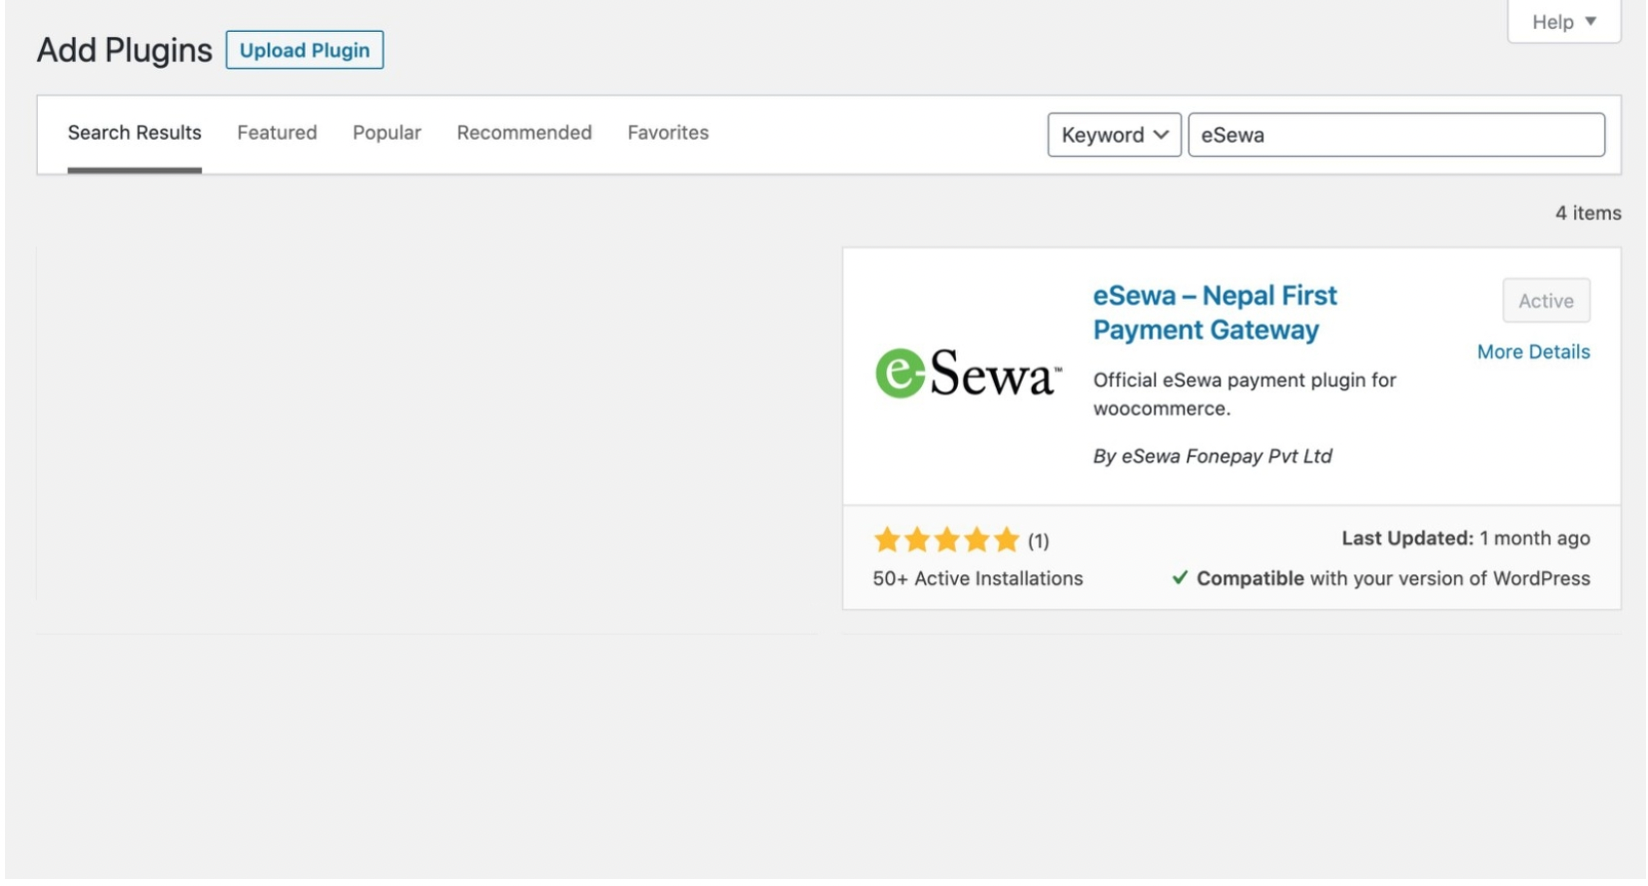 Help ▼
Add Plugins Upload Plugin
Search Results Featured Popular Recommended Favorites Keyword eSewa
4 items
e-Sewa™
eSewa – Nepal First
Payment Gateway
Active
More Details
Official eSewa payment plugin for
woocommerce.
By eSewa Fonepay Pvt Ltd
(1)
Last Updated: 1 month ago
50+ Active Installations
✔ Compatible with your version of WordPress